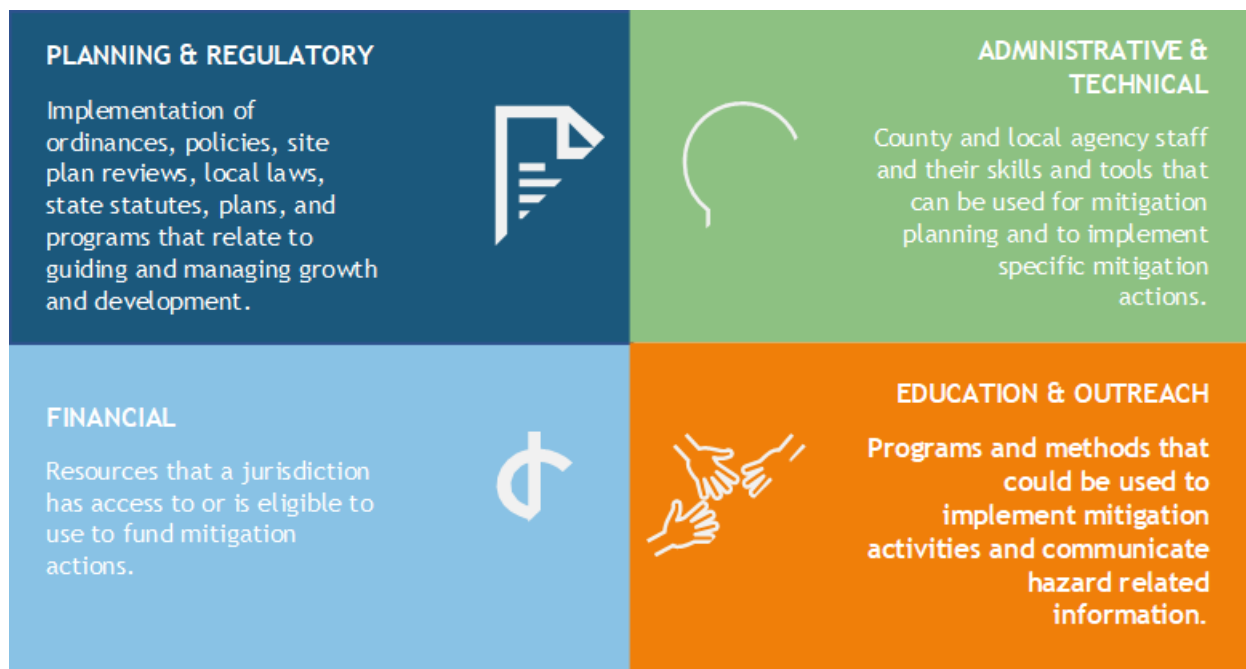 PLANNING & REGULATORY
Implementation of
ordinances, policies, site
plan reviews, local laws,
state statutes, plans, and
programs that relate to
guiding and managing growth
and development.
ADMINISTRATIVE &
TECHNICAL
County and local agency staff
and their skills and tools that
can be used for mitigation
planning and to implement
specific mitigation
actions.
FINANCIAL
Resources that a jurisdiction
has access to or is eligible to
use to fund mitigation
actions.
EDUCATION & OUTREACH
Programs and methods that
could be used to
implement mitigation
activities and communicate
hazard related
information.